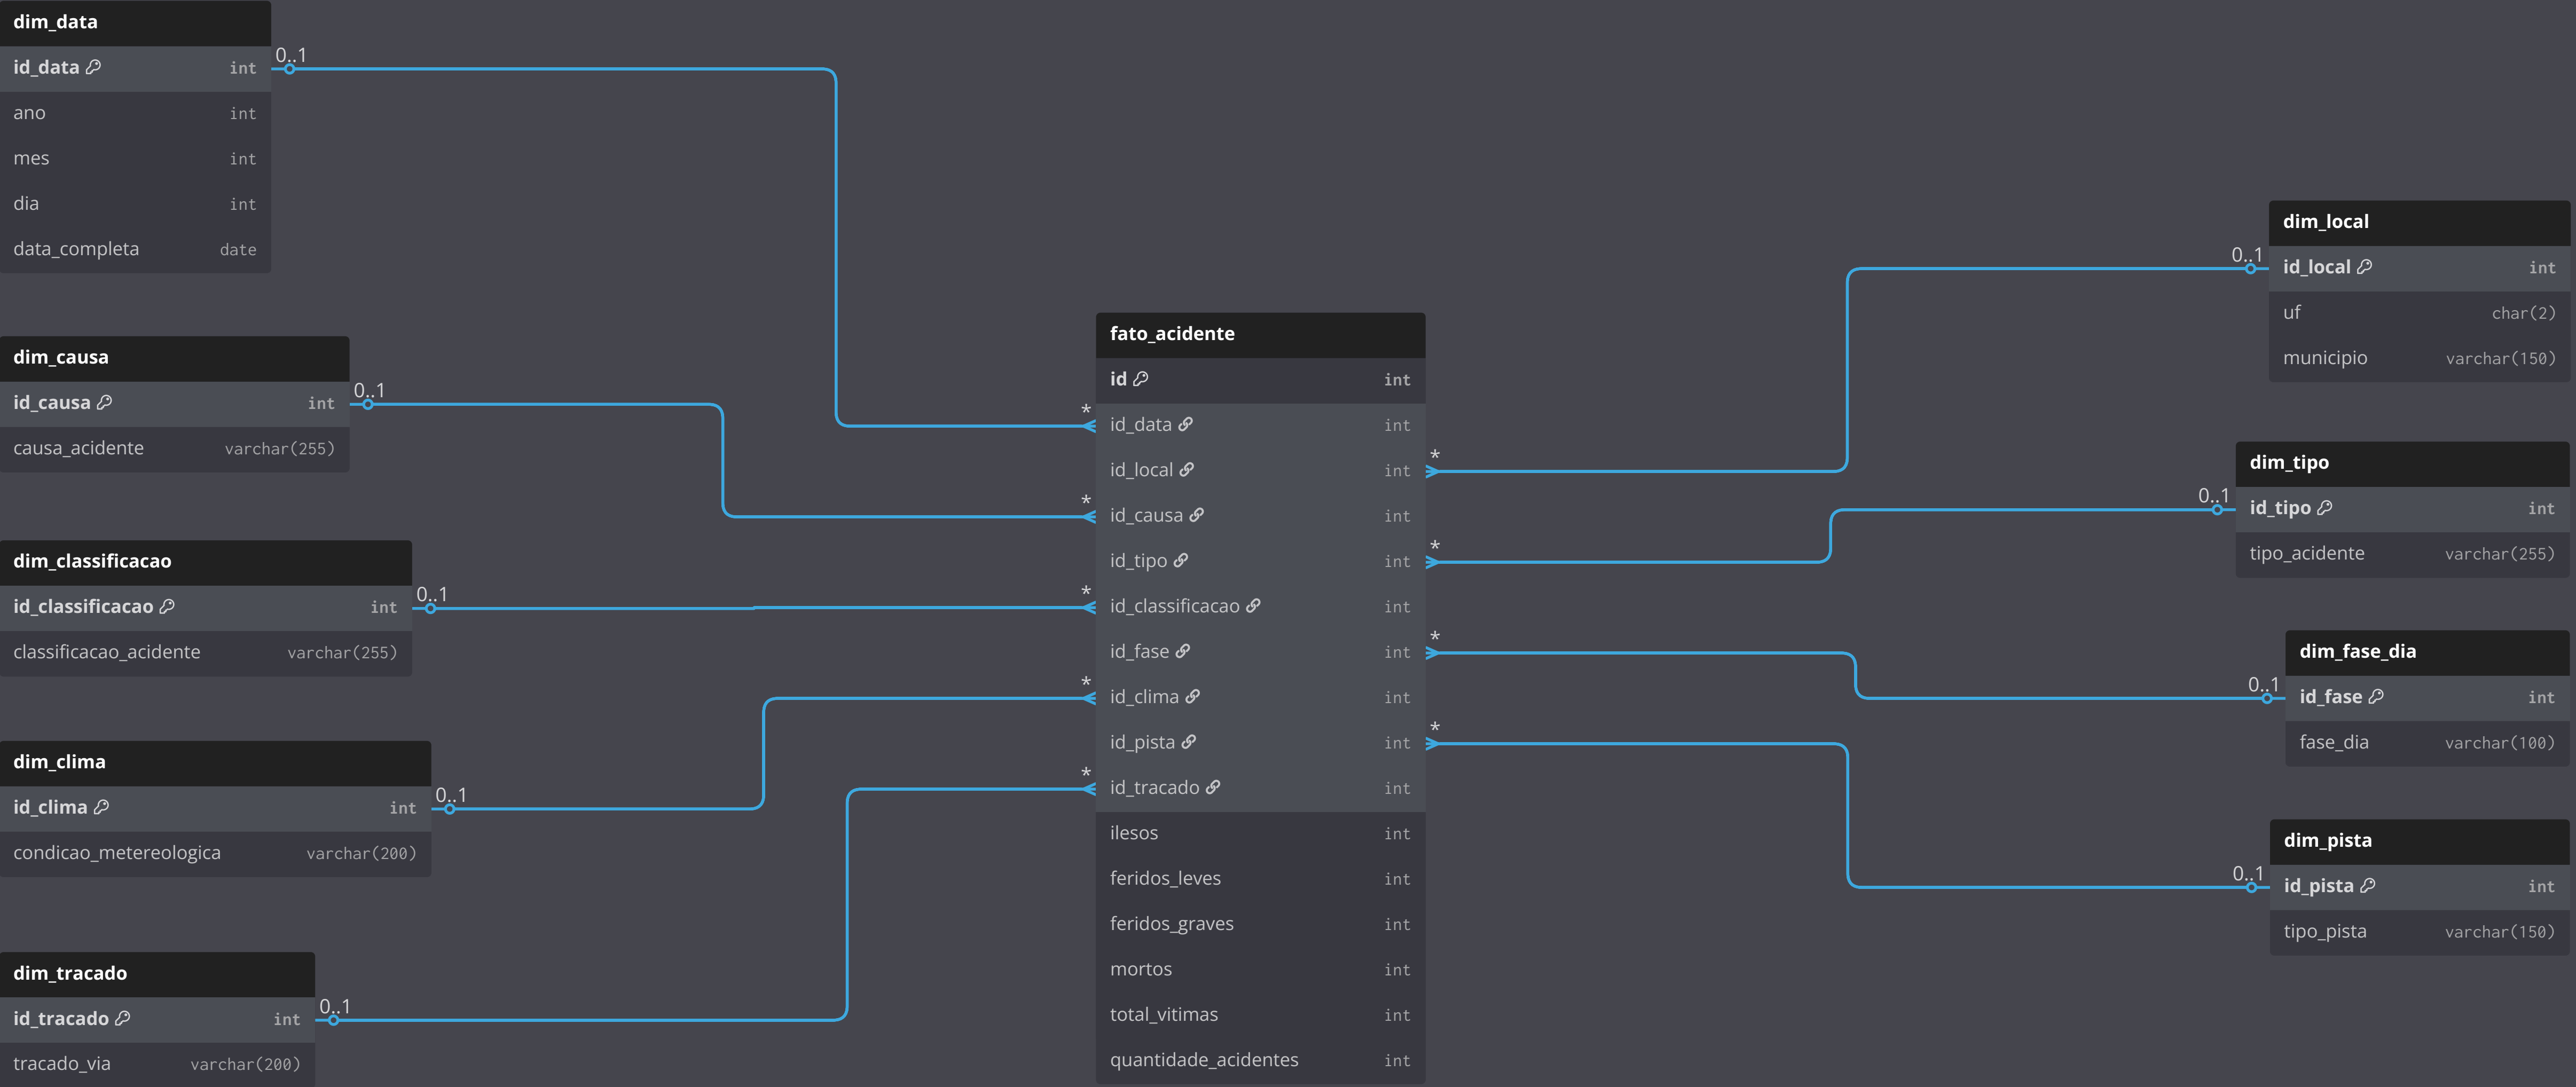 dim_data
id_data int
ano int
mes int
dia int
data_completa date
0..1
dim_causa
id_causa int
causa_acidente varchar(255)
0..1
dim_classificacao
id_classificacao int
classificacao_acidente varchar(255)
0..1
dim_clima
id_clima int
condicao_metereologica varchar(200)
0..1
dim_tracado
id_tracado int
tracado_via varchar(200)
0..1
fato_acidente
id int
* id_data int
id_local int *
* id_causa int
id_tipo int *
* id_classificacao int
id_fase int *
* id_clima int
id_pista int *
* id_tracado int
ilesos int
feridos_leves int
feridos_graves int
mortos int
total_vitimas int
quantidade_acidentes int
dim_local
0..1
id_local int
uf char(2)
municipio varchar(150)
dim_tipo
0..1
id_tipo int
tipo_acidente varchar(255)
dim_fase_dia
0..1
id_fase int
fase_dia varchar(100)
dim_pista
0..1
id_pista int
tipo_pista varchar(150)